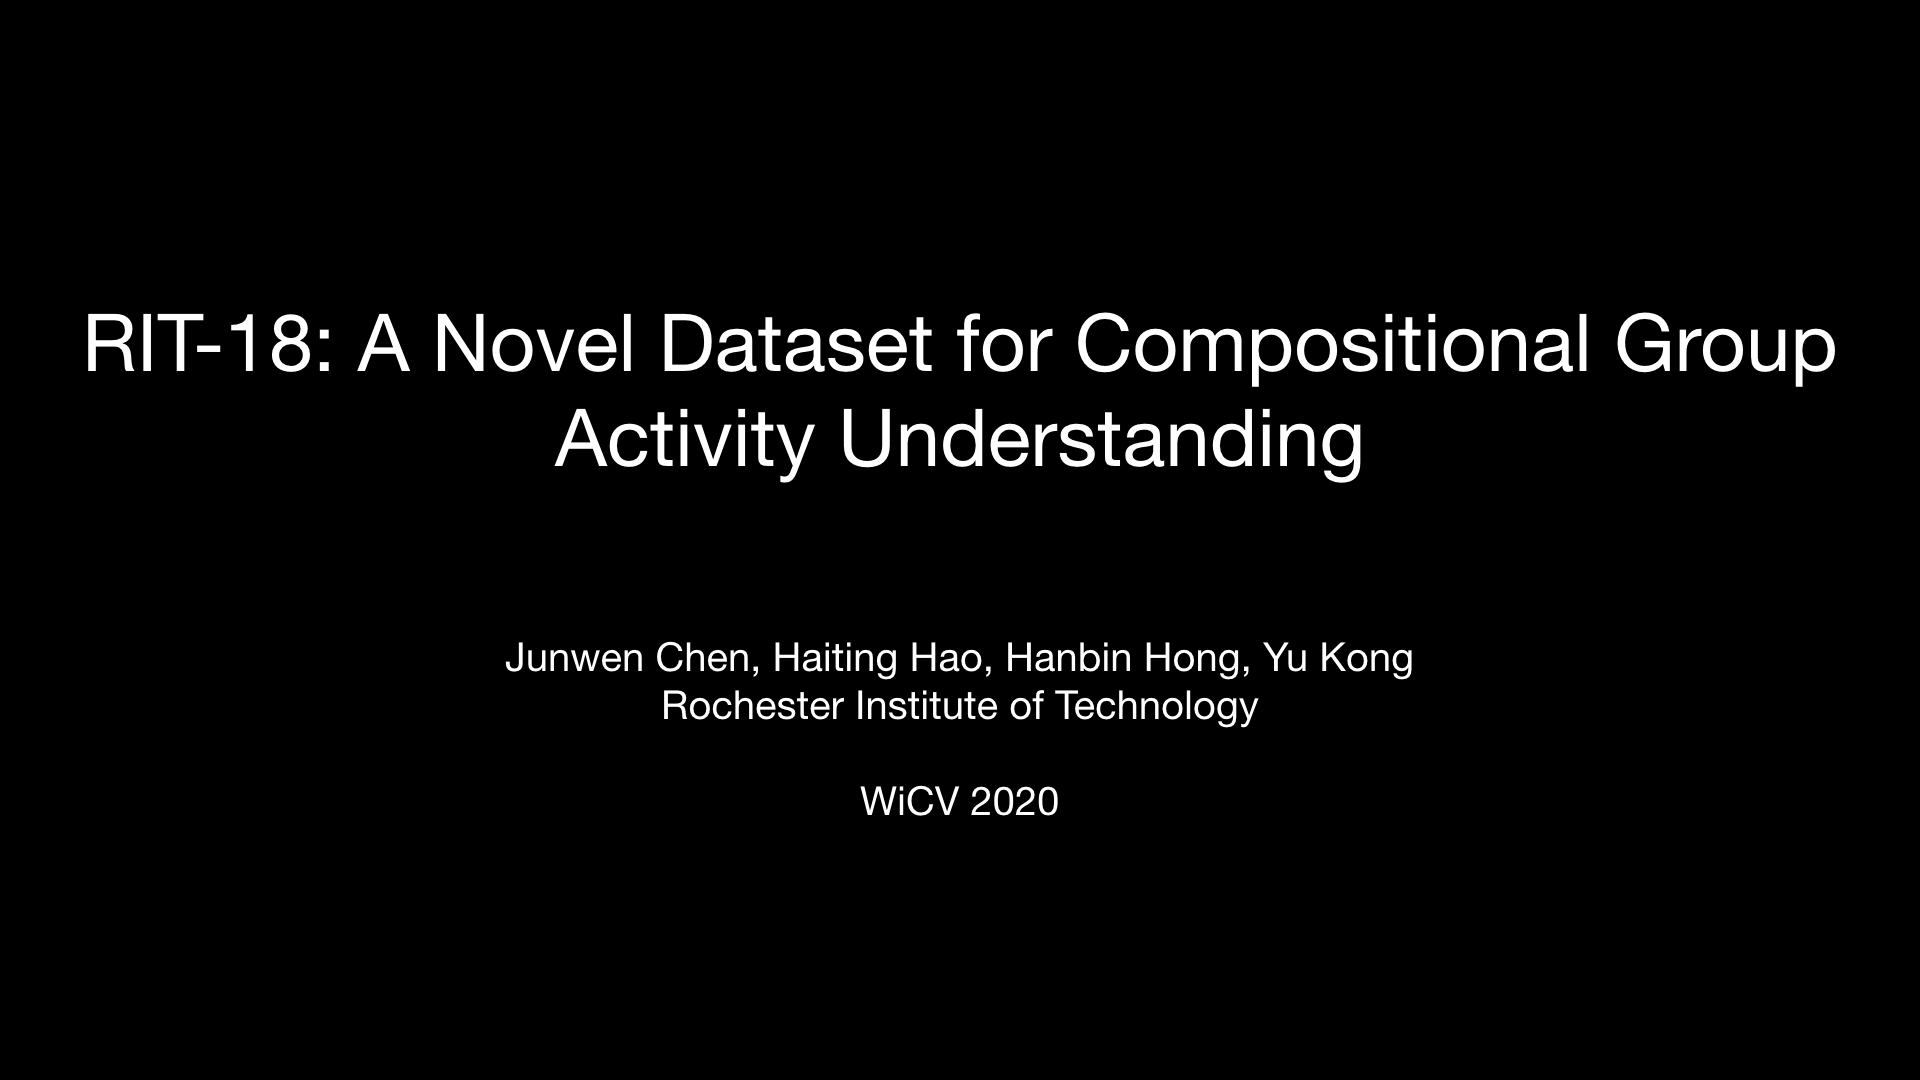 RIT-18: A Novel Dataset for Compositional Group
Activity Understanding
Junwen Chen, Haiting Hao, Hanbin Hong, Yu Kong
Rochester Institute of Technology
WiCV 2020